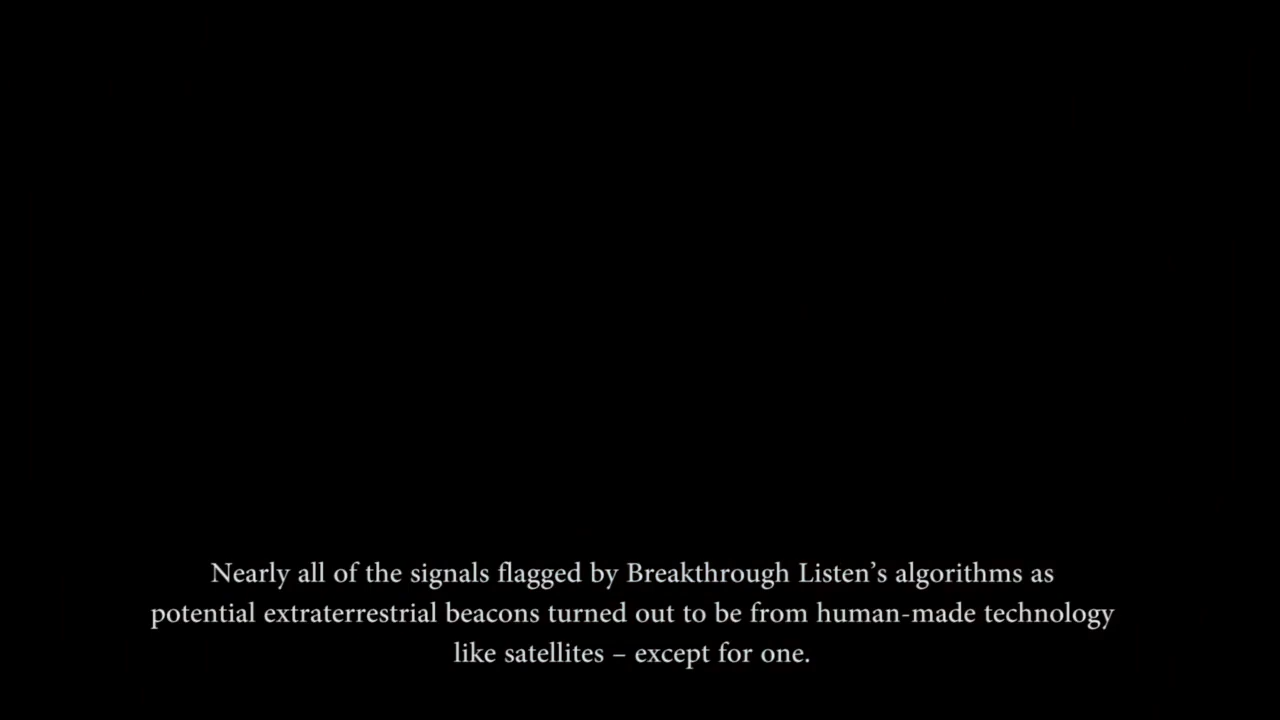 Nearly all of the signals flagged by Breakthrough Listen’s algorithms as
potential extraterrestrial beacons turned out to be from human-made technology
like satellites – except for one.